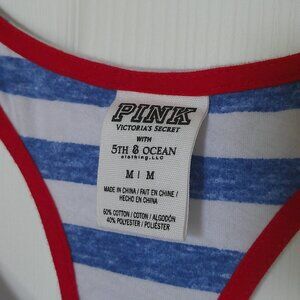 PINK
VICTORIA'S SECRET
WITH
5TH & OCEAN
clothing, LLC
M | M
MADE IN CHINA / FAIT EN CHINE /
HECHO EN CHINA
60% COTTON / COTON / ALGODÓN
40% POLYESTER / POLIÉSTER